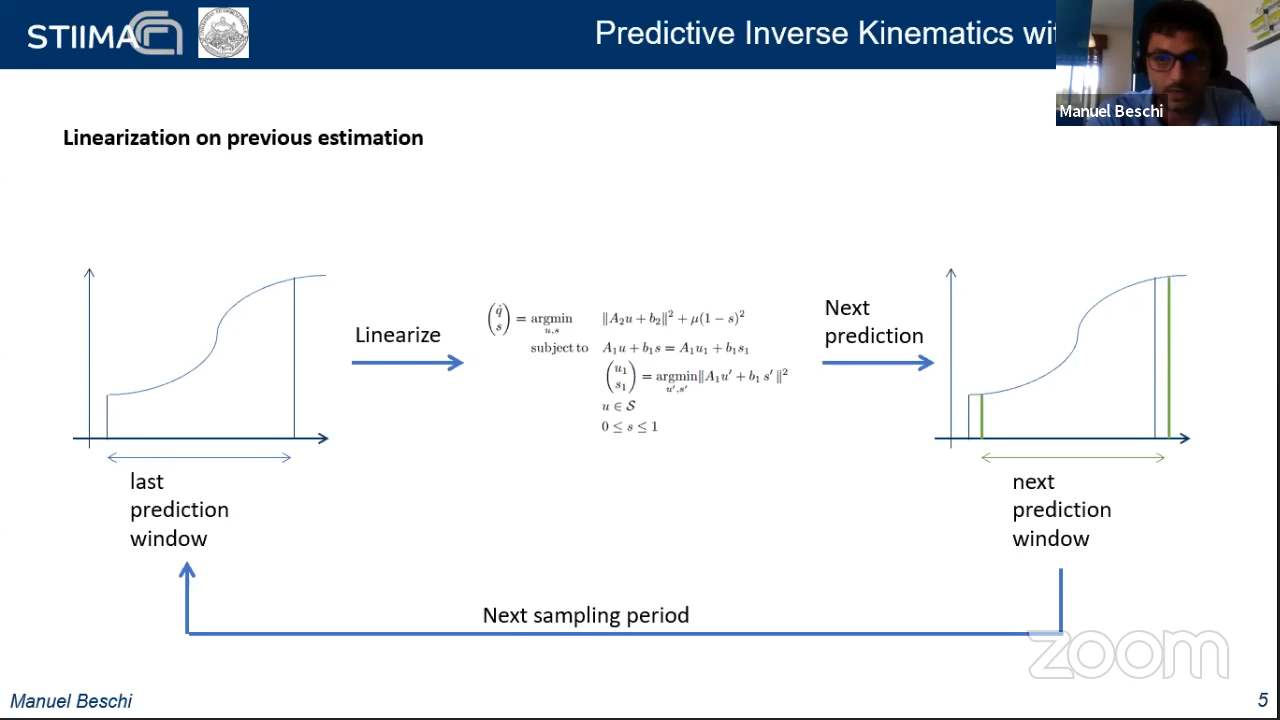 STIIMA
Predictive Inverse Kinematics wit
Manuel Beschi
Linearization on previous estimation
Linearize
(q̇ s) = argmin u,s ‖A₂u + b₂‖² + μ(1 − s)²
subject to A₁u + b₁s = A₁u₁ + b₁s₁
(u₁ s₁) = argmin u′,s′ ‖A₁u′ + b₁ s′ ‖²
u ∈ 𝒮
0 ≤ s ≤ 1
Next
prediction
last
prediction
window
next
prediction
window
Next sampling period
zoom
Manuel Beschi
5